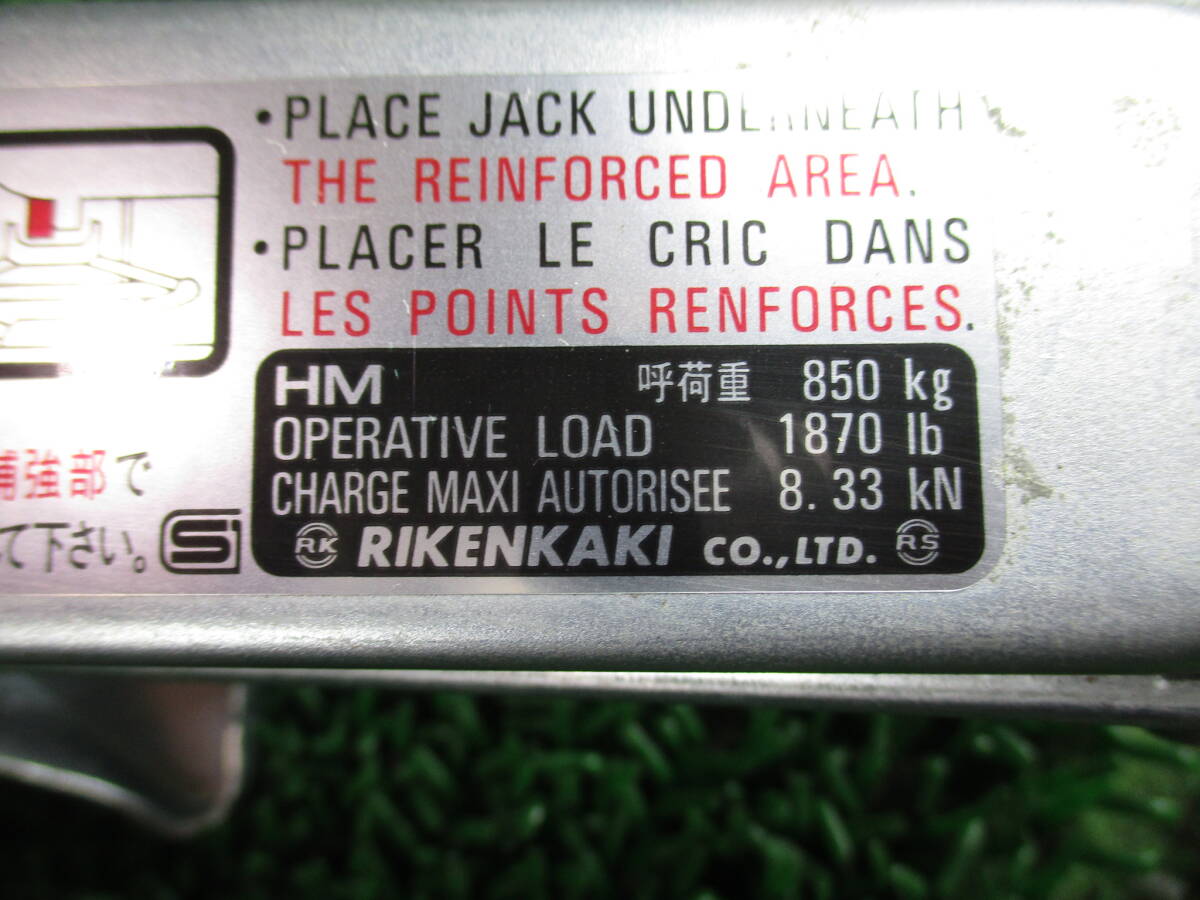 •PLACE JACK UNDERNEATH
THE REINFORCED AREA.
•PLACER LE CRIC DANS
LES POINTS RENFORCES.
補強部で
て下さい。
HM 呼荷重 850 kg
OPERATIVE LOAD 1870 lb
CHARGE MAXI AUTORISEE 8.33 kN
RK RIKENKAKI CO.,LTD. RS